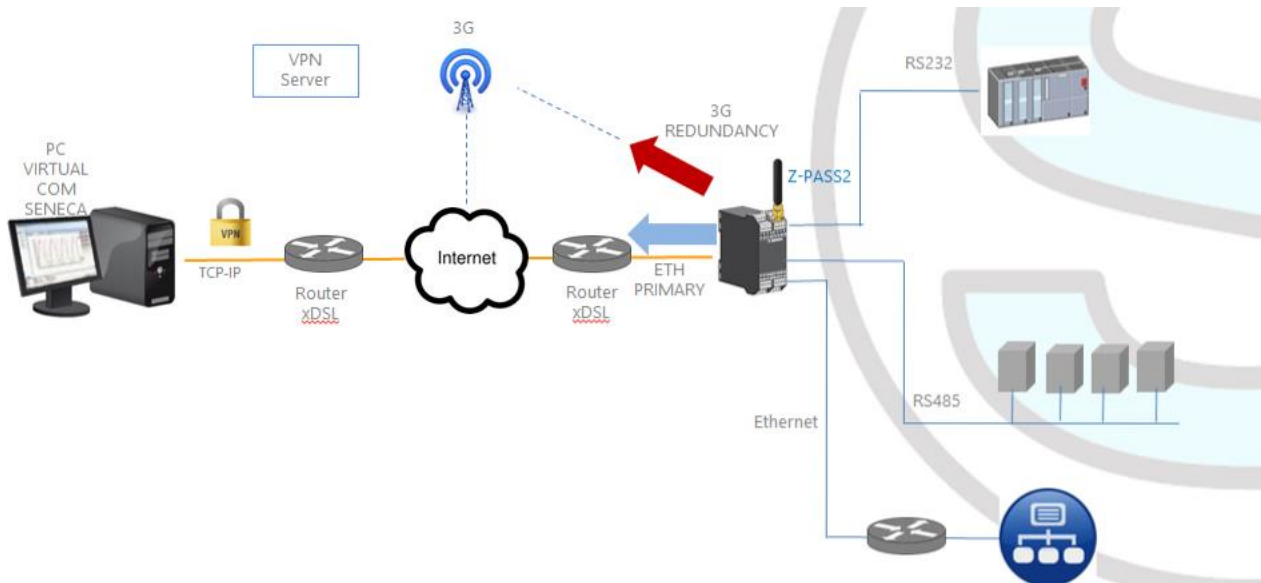 3G
VPN
Server
RS232
3G
REDUNDANCY
Z-PASS2
PC
VIRTUAL
COM
SENECA
VPN
TCP-IP
Internet
Router
xDSL
Router
xDSL
ETH
PRIMARY
RS485
Ethernet